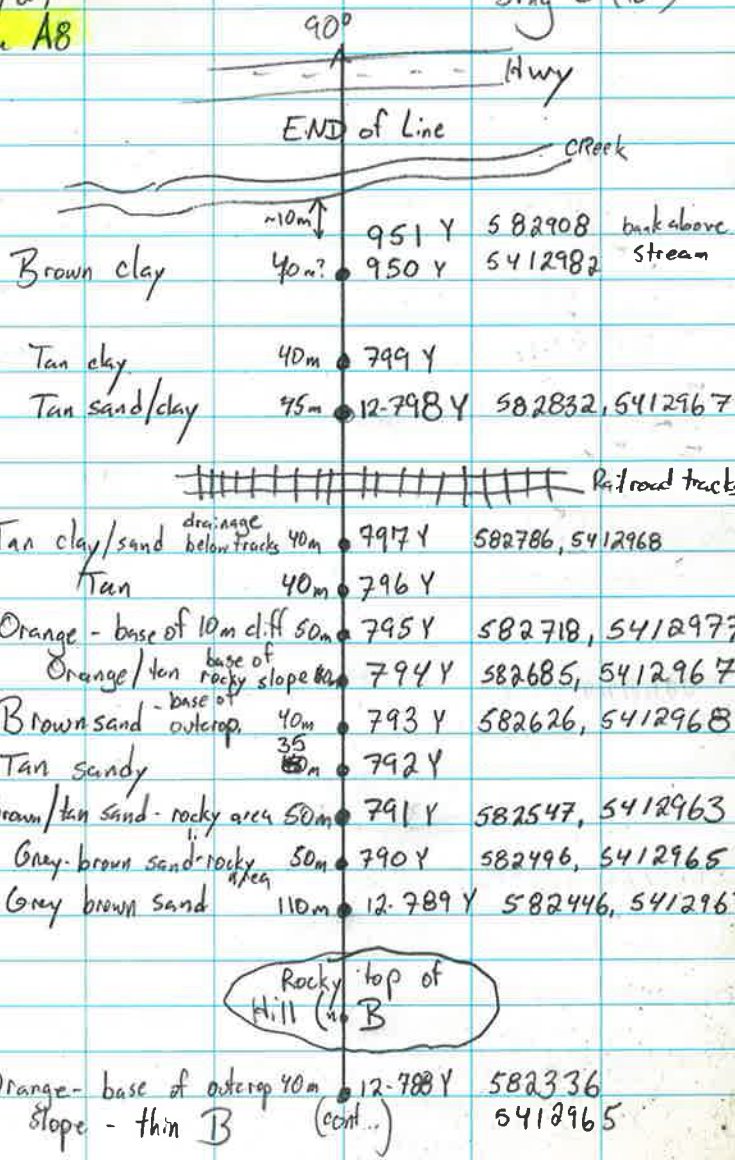 A8
90°
Hwy
END of Line
CReek
~10m 951 Y 582908 bank above
Brown clay 40m? 950 Y 5412982 stream
Tan clay 40m 799 Y
Tan sand/clay 45m 12-798 Y 582832, 5412967
Railroad tracks
Tan clay/sand drainage below tracks 40m 797 Y 582786, 5412968
Tan 40m 796 Y
Orange - base of 10m cliff 50m 795 Y 582718, 5412977
Orange/tan base of rocky slope 794 Y 582685, 5412967
Brown sand - base of outcrop 40m 793 Y 582626, 5412968
Tan sandy 35 m 792 Y
Brown/tan sand - rocky area 50m 791 Y 582547, 5412963
Grey-brown sand-rocky area 50m 790 Y 582496, 5412965
Grey brown sand 110m 12-789 Y 582446, 541296
Rocky top of
Hill (no B
Orange - base of outcrop 40m 12-788 Y 582336
Slope - thin B (cont...) 5412965